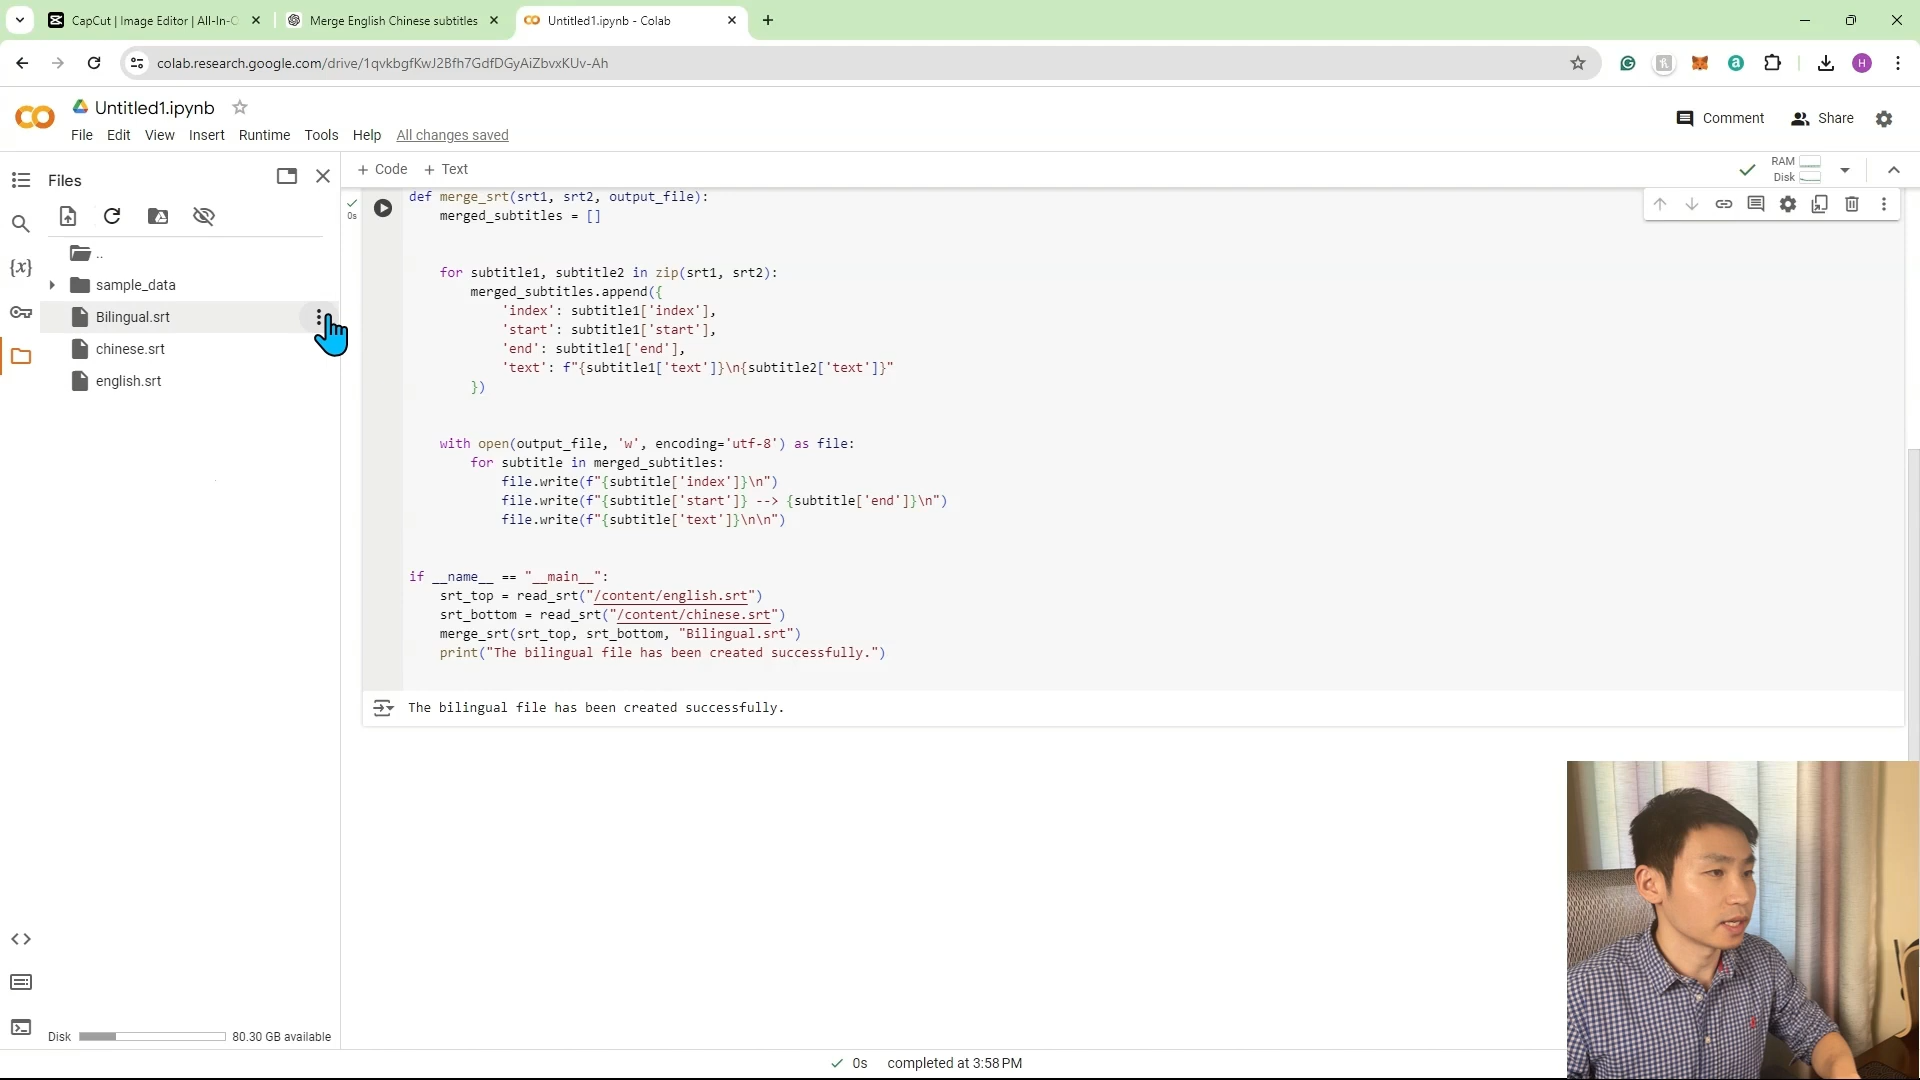 CapCut | Image Editor | All-In-O
Merge English Chinese subtitles
Untitled1.ipynb - Colab
colab.research.google.com/drive/1qvkbgfKwJ2Bfh7GdfDGyAiZbvxKUv-Ah
H
Untitled1.ipynb
File Edit View Insert Runtime Tools Help All changes saved
Comment
Share
Files
+ Code + Text
RAM
Disk
..
sample_data
Bilingual.srt
chinese.srt
english.srt
{x}
0s
def merge_srt(srt1, srt2, output_file):
merged_subtitles = []
for subtitle1, subtitle2 in zip(srt1, srt2):
merged_subtitles.append({
'index': subtitle1['index'],
'start': subtitle1['start'],
'end': subtitle1['end'],
'text': f"{subtitle1['text']}\n{subtitle2['text']}"
})
with open(output_file, 'w', encoding='utf-8') as file:
for subtitle in merged_subtitles:
file.write(f"{subtitle['index']}\n")
file.write(f"{subtitle['start']} --> {subtitle['end']}\n")
file.write(f"{subtitle['text']}\n\n")
if __name__ == "__main__":
srt_top = read_srt("/content/english.srt")
srt_bottom = read_srt("/content/chinese.srt")
merge_srt(srt_top, srt_bottom, "Bilingual.srt")
print("The bilingual file has been created successfully.")
The bilingual file has been created successfully.
Disk
80.30 GB available
0s completed at 3:58 PM